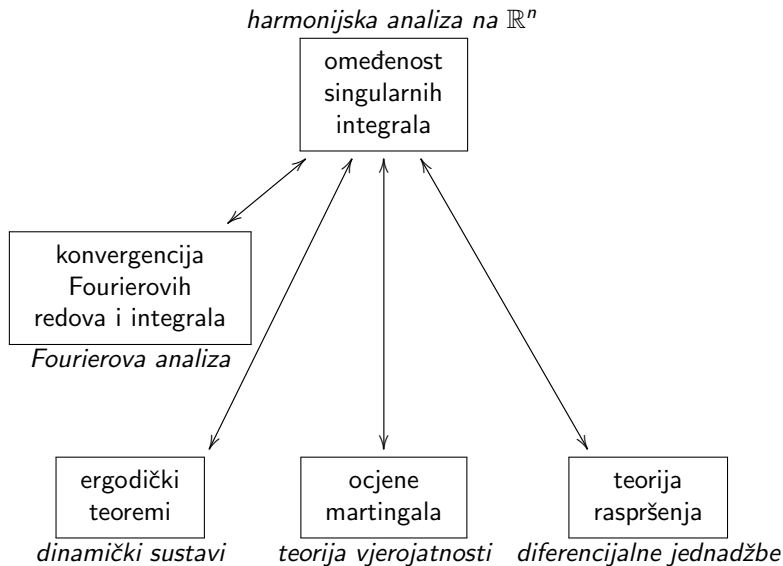 harmonijska analiza na ℝⁿ
omeđenost
singularnih
integrala
konvergencija
Fourierovih
redova i integrala
Fourierova analiza
ergodički
teoremi
dinamički sustavi
ocjene
martingala
teorija vjerojatnosti
teorija
raspršenja
diferencijalne jednadžbe